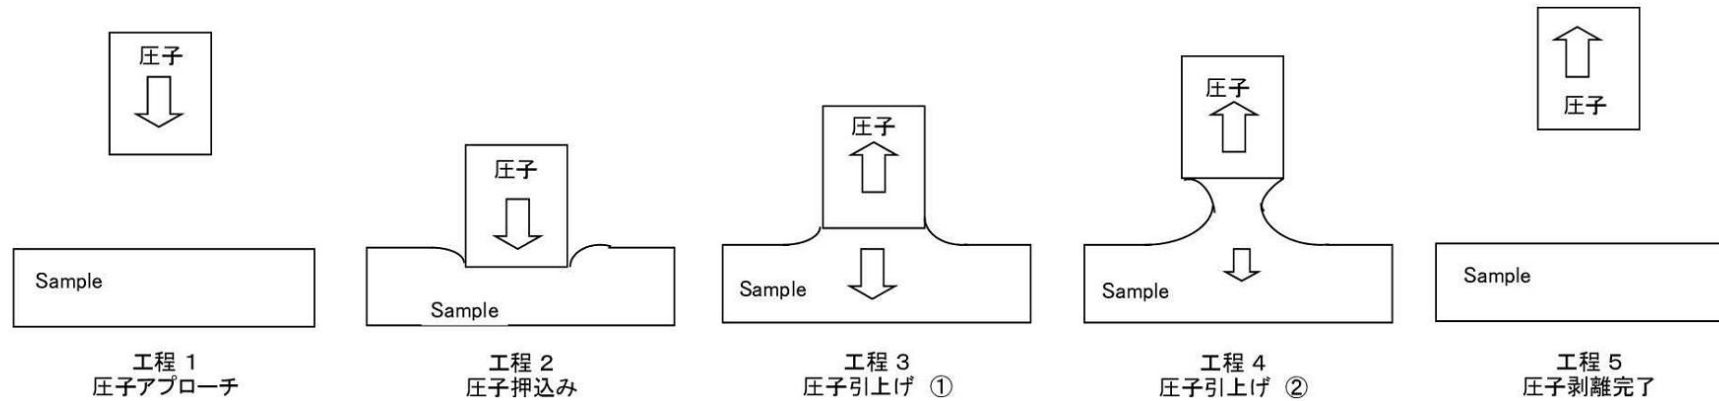 圧子
Sample
工程 1
圧子アプローチ
圧子
Sample
工程 2
圧子押込み
圧子
Sample
工程 3
圧子引上げ ①
圧子
Sample
工程 4
圧子引上げ ②
圧子
Sample
工程 5
圧子剥離完了